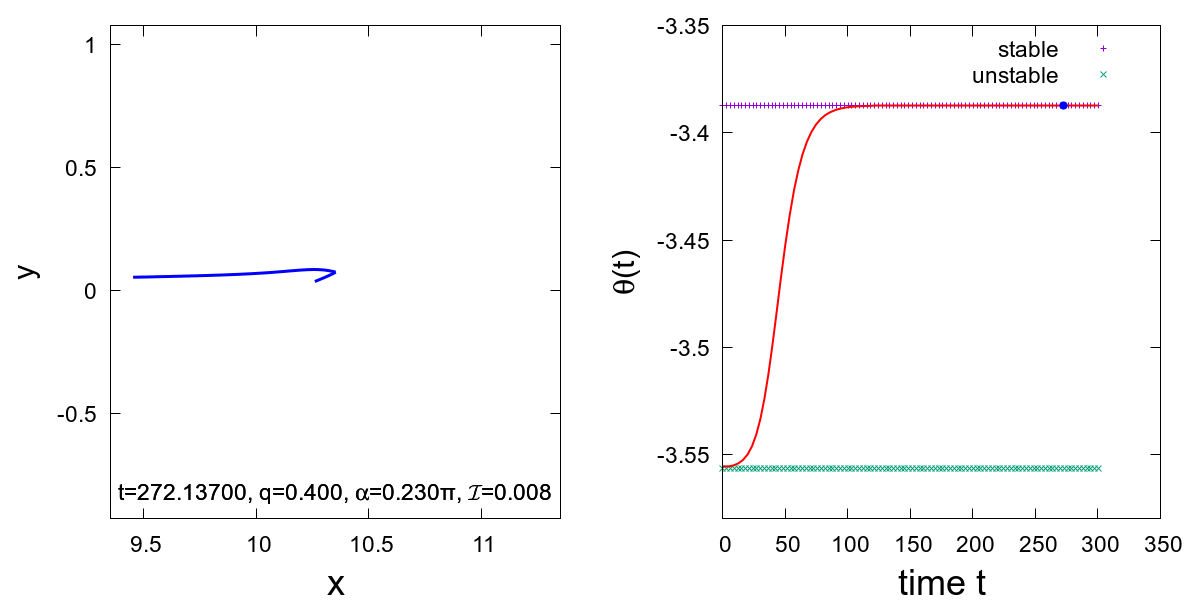 1
0.5
0
-0.5
y
t=272.13700, q=0.400, α=0.230π, ℐ=0.008
9.5 10 10.5 11
x
-3.35
-3.4
-3.45
-3.5
-3.55
θ(t)
stable
unstable
0 50 100 150 200 250 300 350
time t